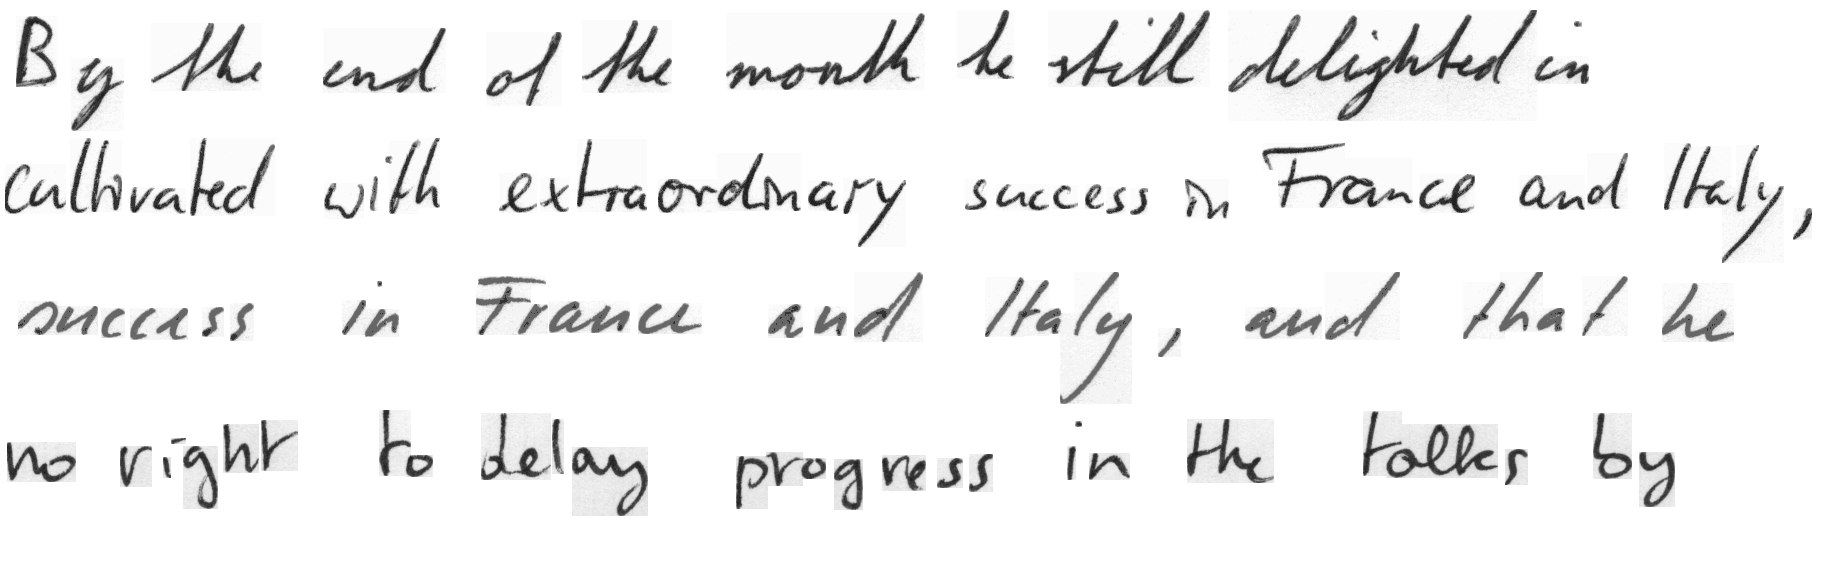 By the end of the month he still delighted in
cultivated with extraordinary success in France and Italy,
success in France and Italy, and that he
no right to delay progress in the talks by